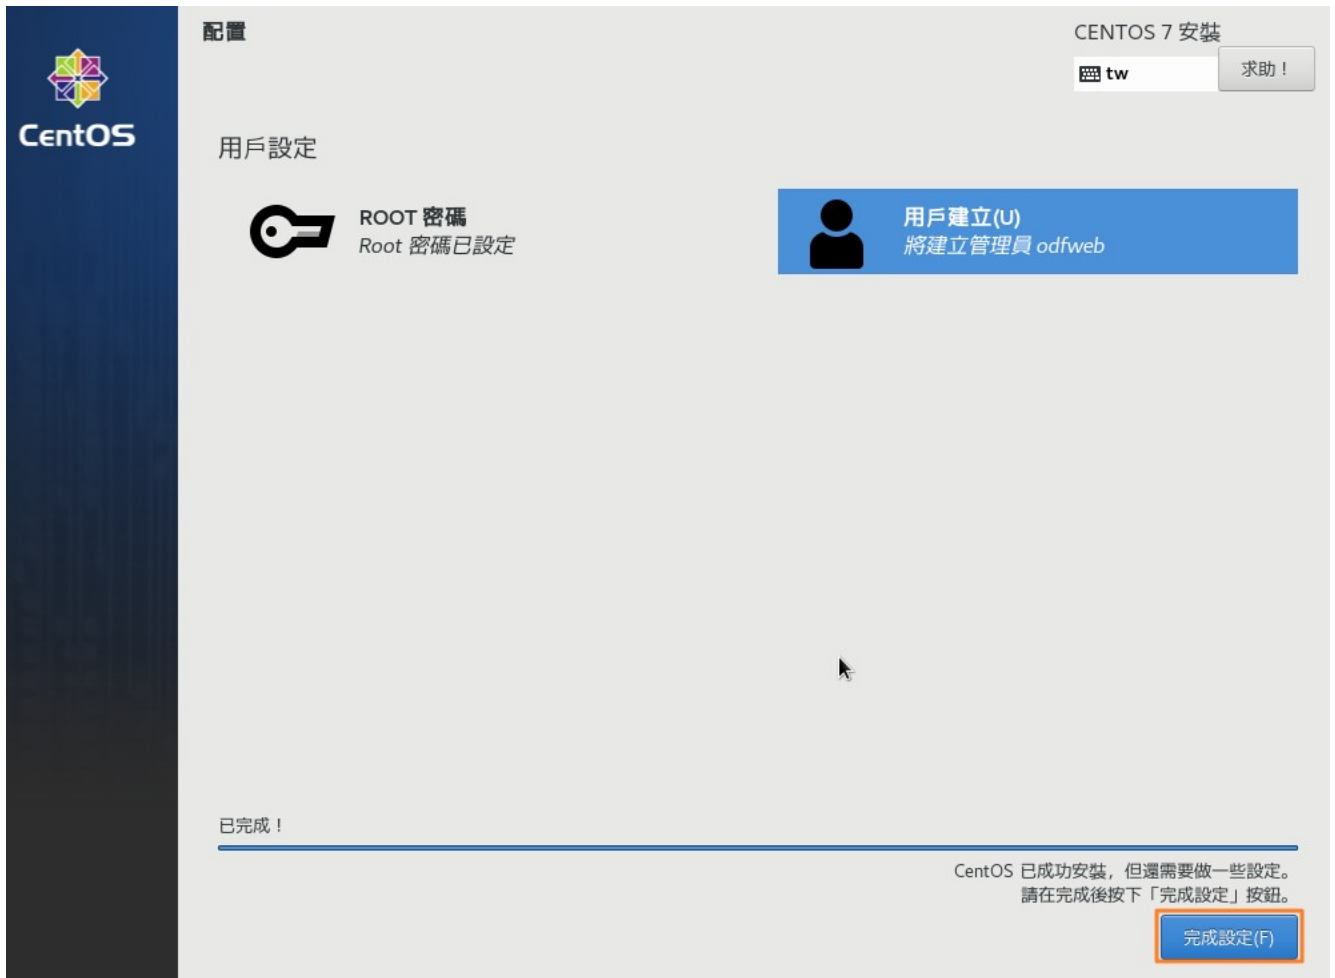 配置
CENTOS 7 安裝
tw
求助！
CentOS
用戶設定
ROOT 密碼
Root 密碼已設定
用戶建立(U)
將建立管理員 odfweb
已完成！
CentOS 已成功安裝，但還需要做一些設定。
請在完成後按下「完成設定」按鈕。
完成設定(F)